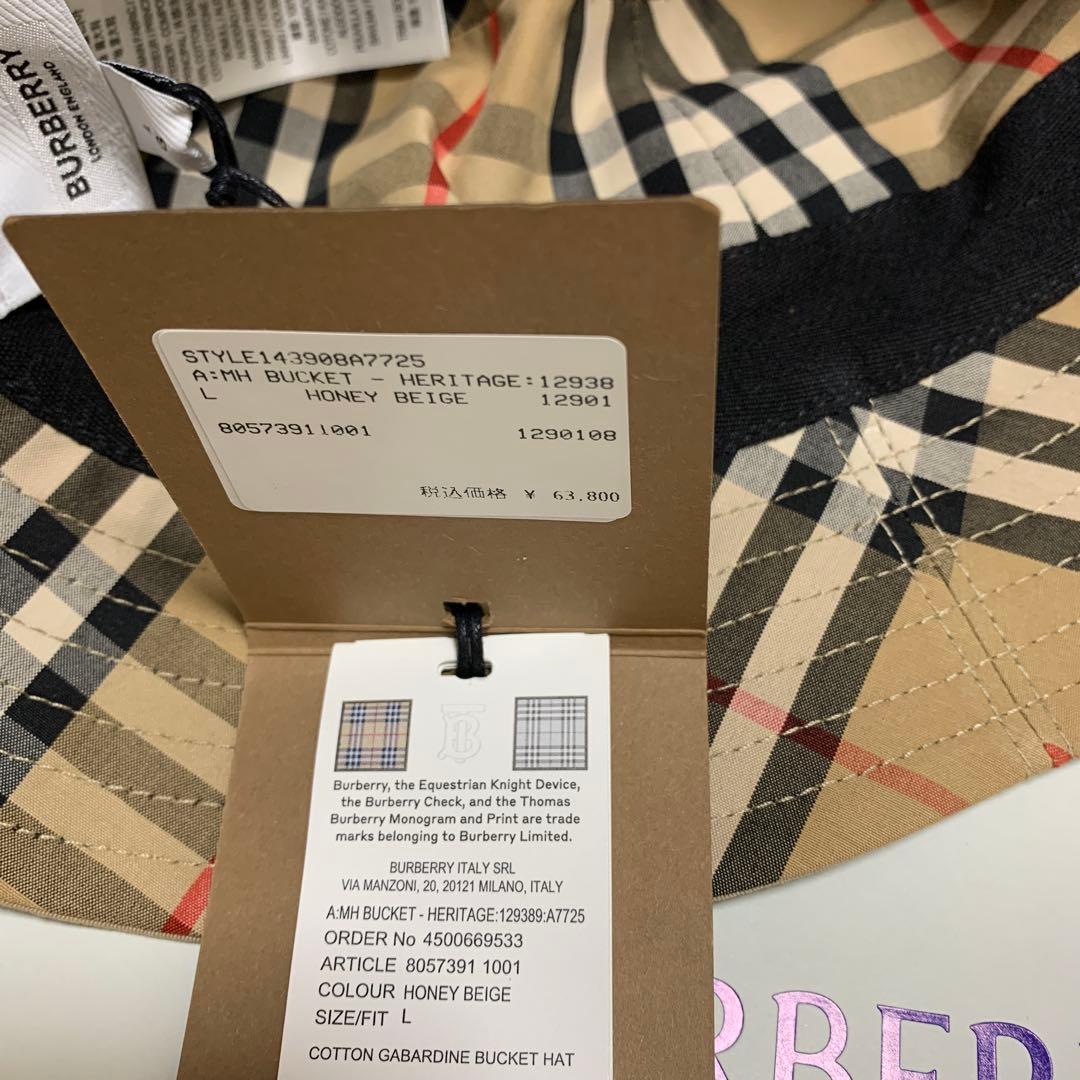 BURBERRY
LONDON ENGLAND
STYLE143908A7725
A:MH BUCKET - HERITAGE:12938
L HONEY BEIGE 12901
80573911001 1290108
税込価格 ¥ 63.800
Burberry, the Equestrian Knight Device,
the Burberry Check, and the Thomas
Burberry Monogram and Print are trade
marks belonging to Burberry Limited.
BURBERRY ITALY SRL
VIA MANZONI, 20, 20121 MILANO, ITALY
A:MH BUCKET - HERITAGE:129389:A7725
ORDER No 4500669533
ARTICLE 8057391 1001
COLOUR HONEY BEIGE
SIZE/FIT L
COTTON GABARDINE BUCKET HAT
RBER